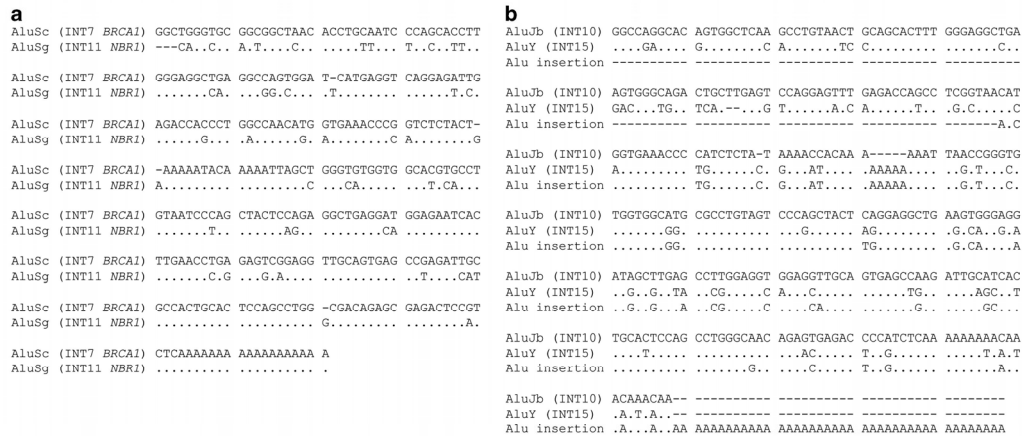 a
AluSc (INT7 BRCA1) GGCTGGGTGC GGCGGCTAAC ACCTGCAATC CCAGCACCTT
AluSg (INT11 NBR1) ---CA..C.. A.T....C.. .....TT... T..C..TT..
AluSc (INT7 BRCA1) GGGAGGCTGA GGCCAGTGGA T-CATGAGGT CAGGAGATTG
AluSg (INT11 NBR1) .......CA. ...GG.C... .T........ .......T.C.
AluSc (INT7 BRCA1) AGACCACCCT GGCCAACATG GTGAAACCCG GTCTCTACT-
AluSg (INT11 NBR1) .....G.... .A.....G.. .......C A........G
AluSc (INT7 BRCA1) -AAAAATACA AAAATTAGCT GGGTGTGGTG GCACGTGCCT
AluSg (INT11 NBR1) A......... .........C ...CA..... ...T.CA...
AluSc (INT7 BRCA1) GTAATCCCAG CTACTCCAGA GGCTGAGGAT GGAGAATCAC
AluSg (INT11 NBR1) ......T... .....AG... .......CA. ..........
AluSc (INT7 BRCA1) TTGAACCTGA GAGTCGGAGG TTGCAGTGAG CCGAGATTGC
AluSg (INT11 NBR1) ......C.G ...G.A.... .......... ...T...CAT
AluSc (INT7 BRCA1) GCCACTGCAC TCCAGCCTGG -CGACAGAGC GAGACTCCGT
AluSg (INT11 NBR1) .......... .......... G......... ........A.
AluSc (INT7 BRCA1) CTCAAAAAAA AAAAAAAAAA A
AluSg (INT11 NBR1) .......... .......... .
b
AluJb (INT10) GGCCAGGCAC AGTGGCTCAA GCCTGTAACT GCAGCACTTT GGGAGGCTGA
AluY (INT15) ....GA.... G........C A......TC C......... ..........
Alu insertion ---------- ---------- ---------- ---------- ----------
AluJb (INT10) AGTGGGCAGA CTGCTTGAGT CCAGGAGTTT GAGACCAGCC TCGGTAACAT
AluY (INT15) GAC...TG.. TCA.--..GT ......A.CA ......T... .G.C.....C
Alu insertion ---------- ---------- ---------- ---------- -------A.C
AluJb (INT10) GGTGAAACCC CATCTCTA-T AAAACCACAA A-----AAAT TAACCGGGTG
AluY (INT15) A......... TG......C. G...AT.... .AAAAA.... ..G.T...C.
Alu insertion .......... TG......C. G...AT.... .AAAAA.... ..G.T...C.
AluJb (INT10) TGGTGGCATG CGCCTGTAGT CCCAGCTACT CAGGAGGCTG AAGTGGGAGG
AluY (INT15) ......GG.. .......... ...G...... AG........ .G.CA...GA
Alu insertion ......GG.. .......... .......... TG........ .G.CA....A
AluJb (INT10) ATAGCTTGAG CCTTGGAGGT GGAGGTTGCA GTGAGCCAAG ATTGCATCAC
AluY (INT15) ..G..G..TA ..CG.....C A...C..... .......TG. ...AGC..T
Alu insertion ..G..G..A. ..CG.....C ...CA..... .......G.. ....GC...
AluJb (INT10) TGCACTCCAG CCTGGGCAAC AGAGTGAGAC CCCATCTCAA AAAAAAACAA
AluY (INT15) ....T..... .......... ....AC.... T..G...... ......T.A.T
Alu insertion .......... ......G... ....C..... T..G...... .......A..
AluJb (INT10) ACAAACAA-- ---------- ---------- ---------- --------
AluY (INT15) .A.T.A..-- ---------- ---------- ---------- --------
Alu insertion .A...A..AA AAAAAAAAAA AAAAAAAAAA AAAAAAAAAA AAAAAAAA